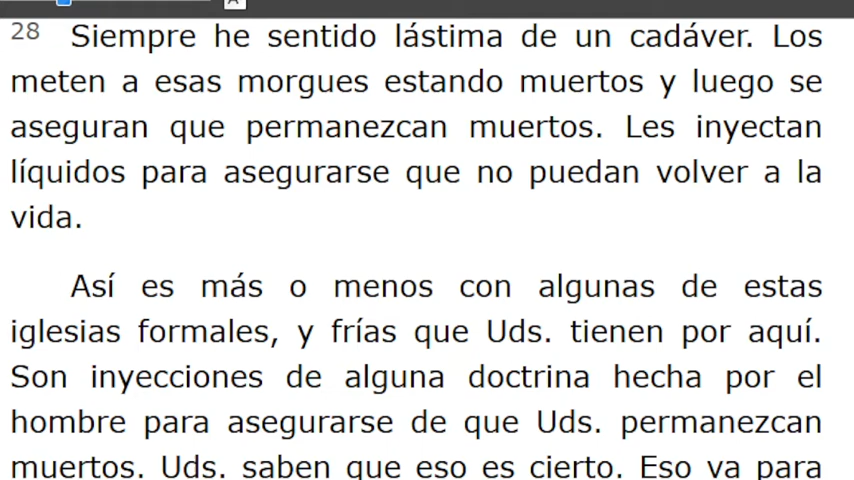 28 Siempre he sentido lástima de un cadáver. Los
meten a esas morgues estando muertos y luego se
aseguran que permanezcan muertos. Les inyectan
líquidos para asegurarse que no puedan volver a la
vida.
Así es más o menos con algunas de estas
iglesias formales, y frías que Uds. tienen por aquí.
Son inyecciones de alguna doctrina hecha por el
hombre para asegurarse de que Uds. permanezcan
muertos. Uds. saben que eso es cierto. Eso va para